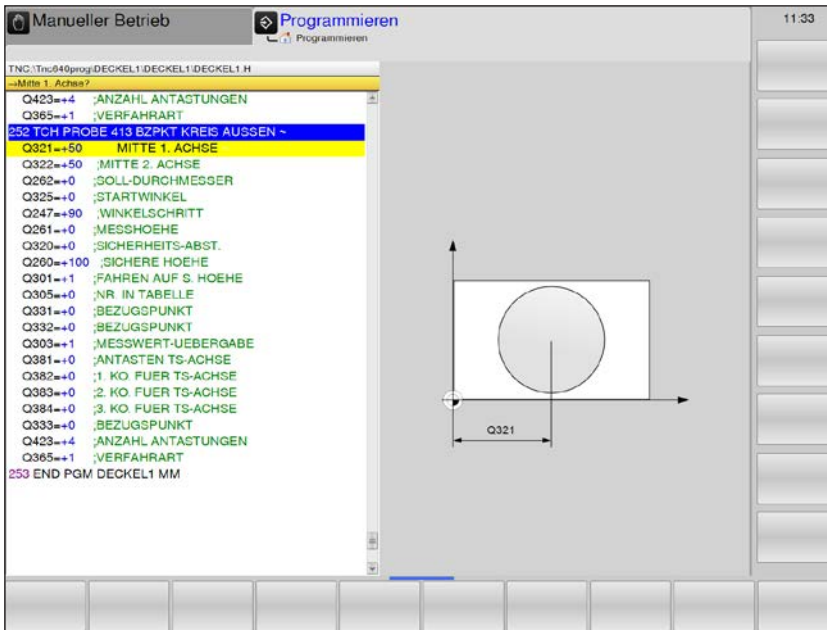 Manueller Betrieb
Programmieren
Programmieren
11:33
TNC:\Tnc640prog\DECKEL1\DECKEL1\DECKEL1.H
→Mitte 1. Achse?
Q423=+4 ;ANZAHL ANTASTUNGEN
Q365=+1 ;VERFAHRART
252 TCH PROBE 413 BZPKT KREIS AUSSEN ~
Q321=+50 MITTE 1. ACHSE
Q322=+50 ;MITTE 2. ACHSE
Q262=+0 ;SOLL-DURCHMESSER
Q325=+0 ;STARTWINKEL
Q247=+90 ;WINKELSCHRITT
Q261=+0 ;MESSHOEHE
Q320=+0 ;SICHERHEITS-ABST.
Q260=+100 ;SICHERE HOEHE
Q301=+1 ;FAHREN AUF S. HOEHE
Q305=+0 ;NR. IN TABELLE
Q331=+0 ;BEZUGSPUNKT
Q332=+0 ;BEZUGSPUNKT
Q303=+1 ;MESSWERT-UEBERGABE
Q381=+0 ;ANTASTEN TS-ACHSE
Q382=+0 ;1. KO. FUER TS-ACHSE
Q383=+0 ;2. KO. FUER TS-ACHSE
Q384=+0 ;3. KO. FUER TS-ACHSE
Q333=+0 ;BEZUGSPUNKT
Q423=+4 ;ANZAHL ANTASTUNGEN
Q365=+1 ;VERFAHRART
253 END PGM DECKEL1 MM
Q321